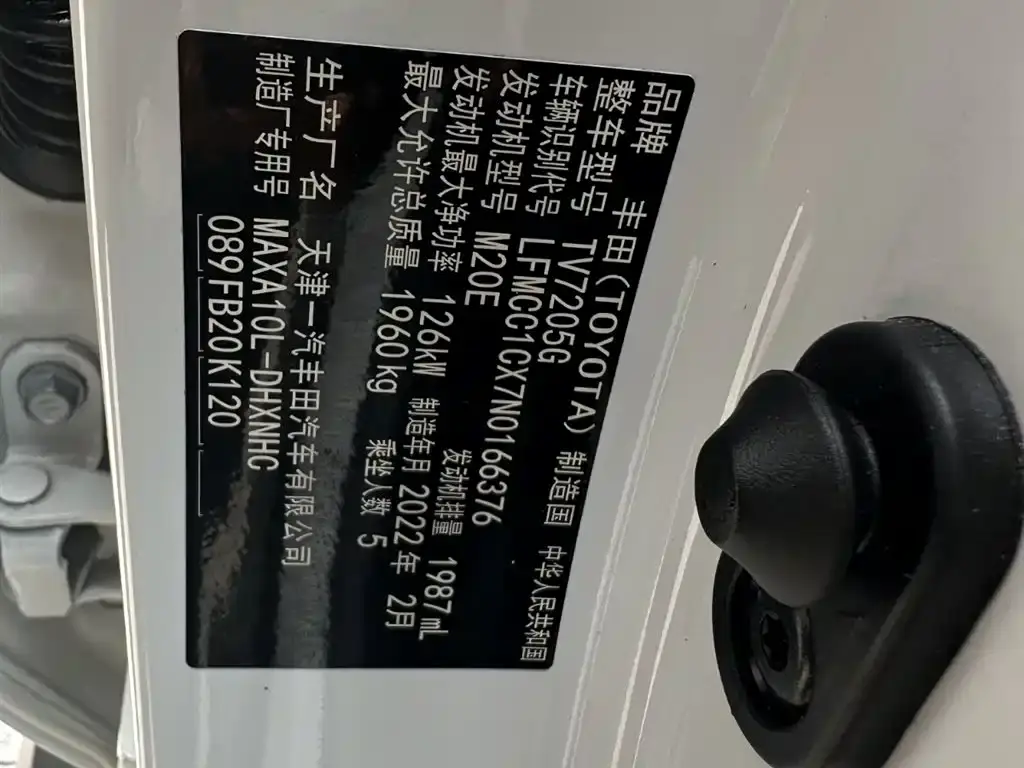 品牌 丰田(TOYOTA) 制造国 中华人民共和国
整车型号 TV7205G
车辆识别代号 LFMCG1CX7N0166376
发动机型号 M20E 发动机排量 1987mL
发动机最大净功率 126kW 制造年月 2022年 2月
最大允许总质量 1960kg 乘坐人数 5
生产厂名 天津一汽丰田汽车有限公司
制造厂专用号 MAXA10L-DHXNHC
089FB20K120